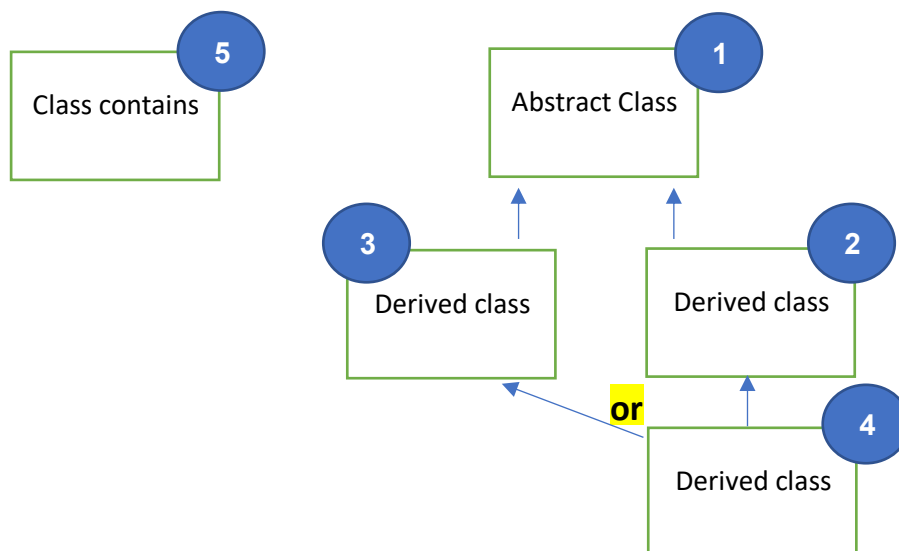 5
Class contains
1
Abstract Class
3
Derived class
2
Derived class
or
4
Derived class